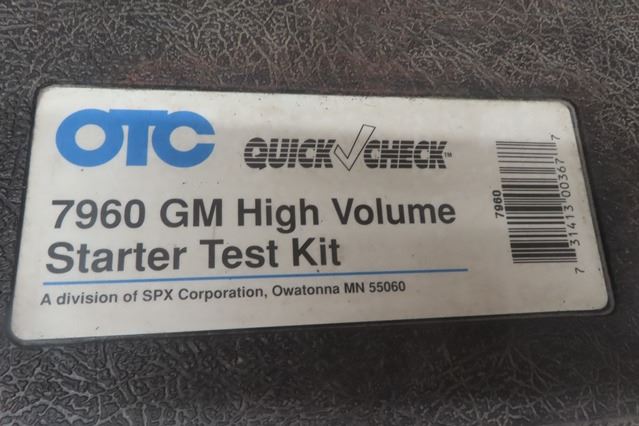 OTC QUICK✓CHECK™
7960 GM High Volume
Starter Test Kit
A division of SPX Corporation, Owatonna MN 55060
7960
7 31413 00367 7